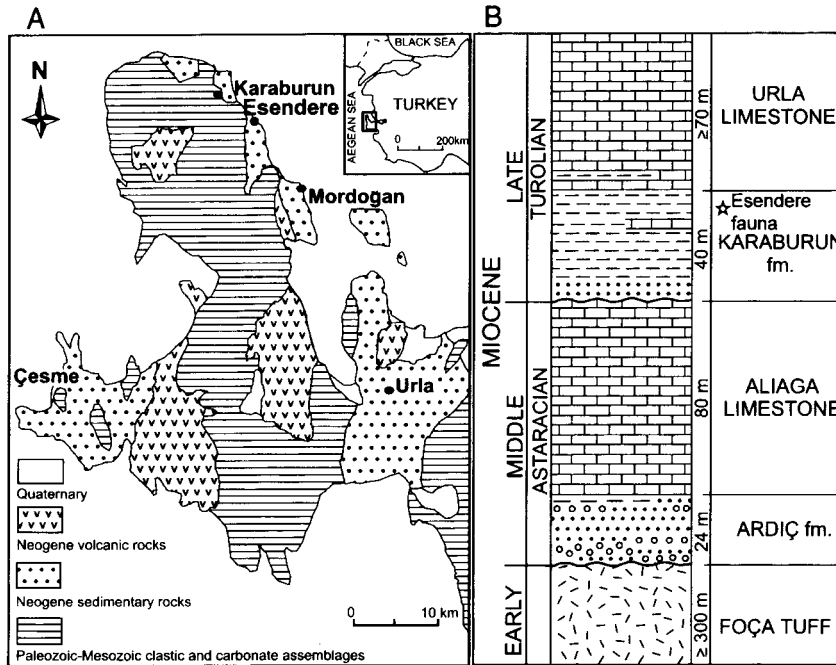 A
N
Karaburun
Esendere
Mordoğan
Çesme
Urla
BLACK SEA
AEGEAN SEA
TURKEY
0 200km
Quaternary
Neogene volcanic rocks
Neogene sedimentary rocks
Paleozoic-Mesozoic clastic and carbonate assemblages
0 10 km
B
MIOCENE
LATE
TUROLIAN
≥70 m
URLA
LIMESTONE
Esendere
fauna
KARABURUN
fm.
40 m
MIDDLE
ASTARACIAN
80 m
ALIAGA
LIMESTONE
24 m
ARDIÇ fm.
EARLY
≥300 m
FOÇA TUFF